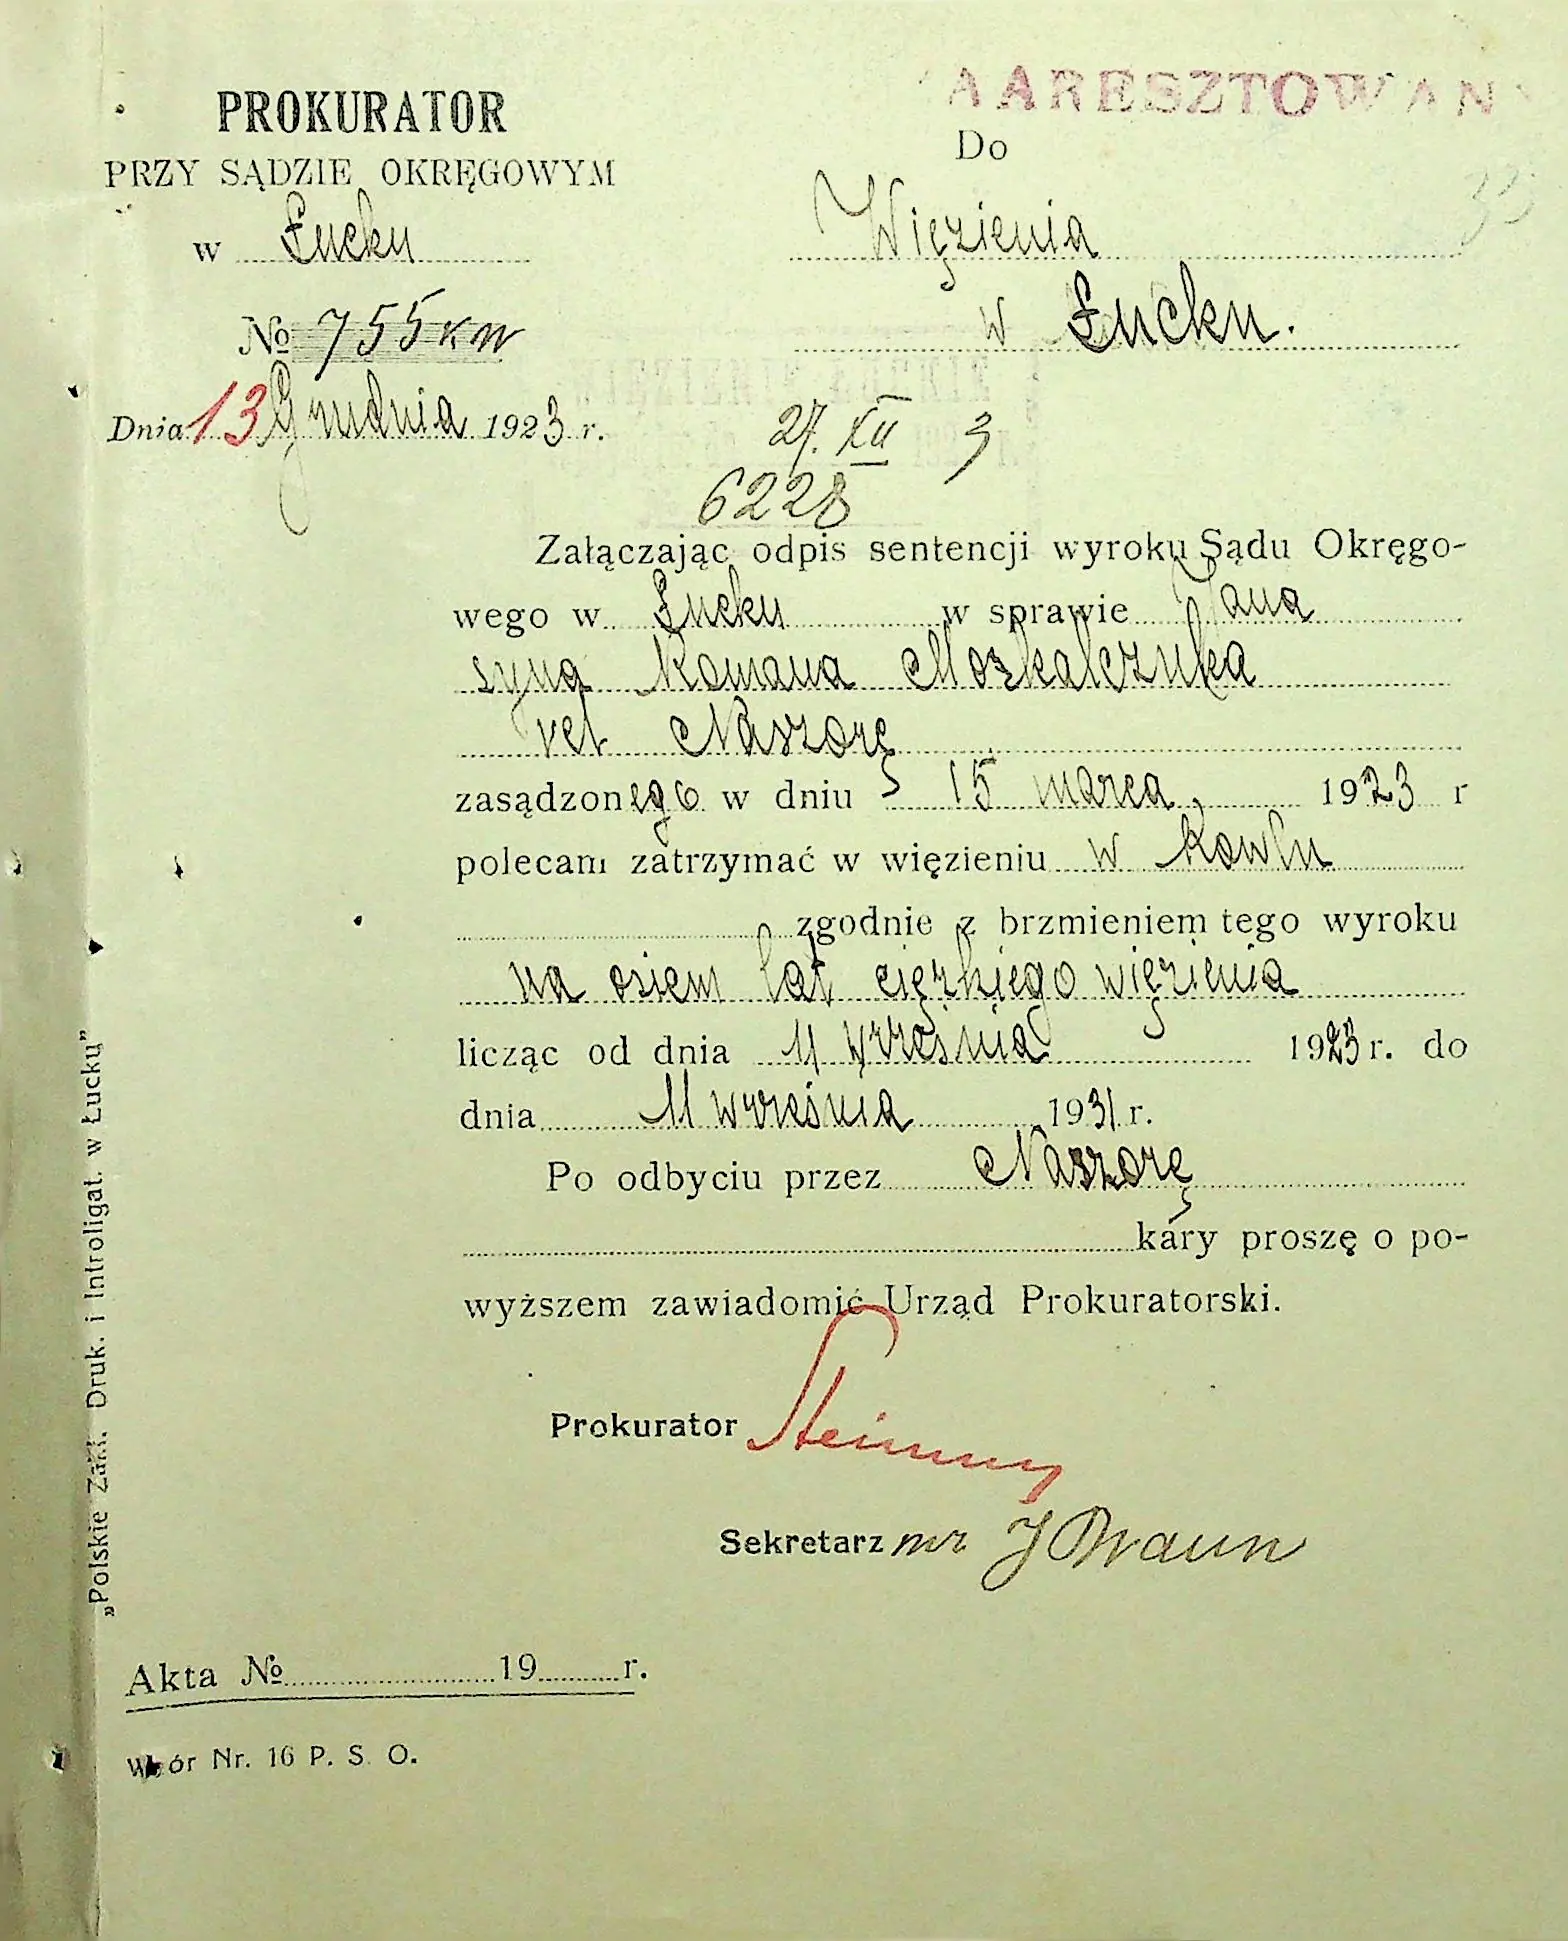 AARESZTOWAN
PROKURATOR
PRZY SĄDZIE OKRĘGOWYM
w Łucku
№ 755 kw
Dnia 13 Grudnia 1923 r.
Do
Więzienia
w Łucku.
33
27. XII 3
6228
Załączając odpis sentencji wyroku Sądu Okręgo-
wego w Łucku w sprawie Jana
syna Romana Moskalczuka
vel Naszorę
zasądzonego w dniu 15 marca, 1923 r
polecam zatrzymać w więzieniu w Kowlu
zgodnie z brzmieniem tego wyroku
na osiem lat ciężkiego więzienia
licząc od dnia 11 września 1923 r. do
dnia 11 września 1931 r.
Po odbyciu przez Naszorę
kary proszę o po-
wyższem zawiadomić Urząd Prokuratorski.
Prokurator
Sekretarz J Braun
Akta № 19 r.
Wzór Nr. 16 P. S. O.
„Polskie Zakł. Druk. i Introligat. w Łucku"